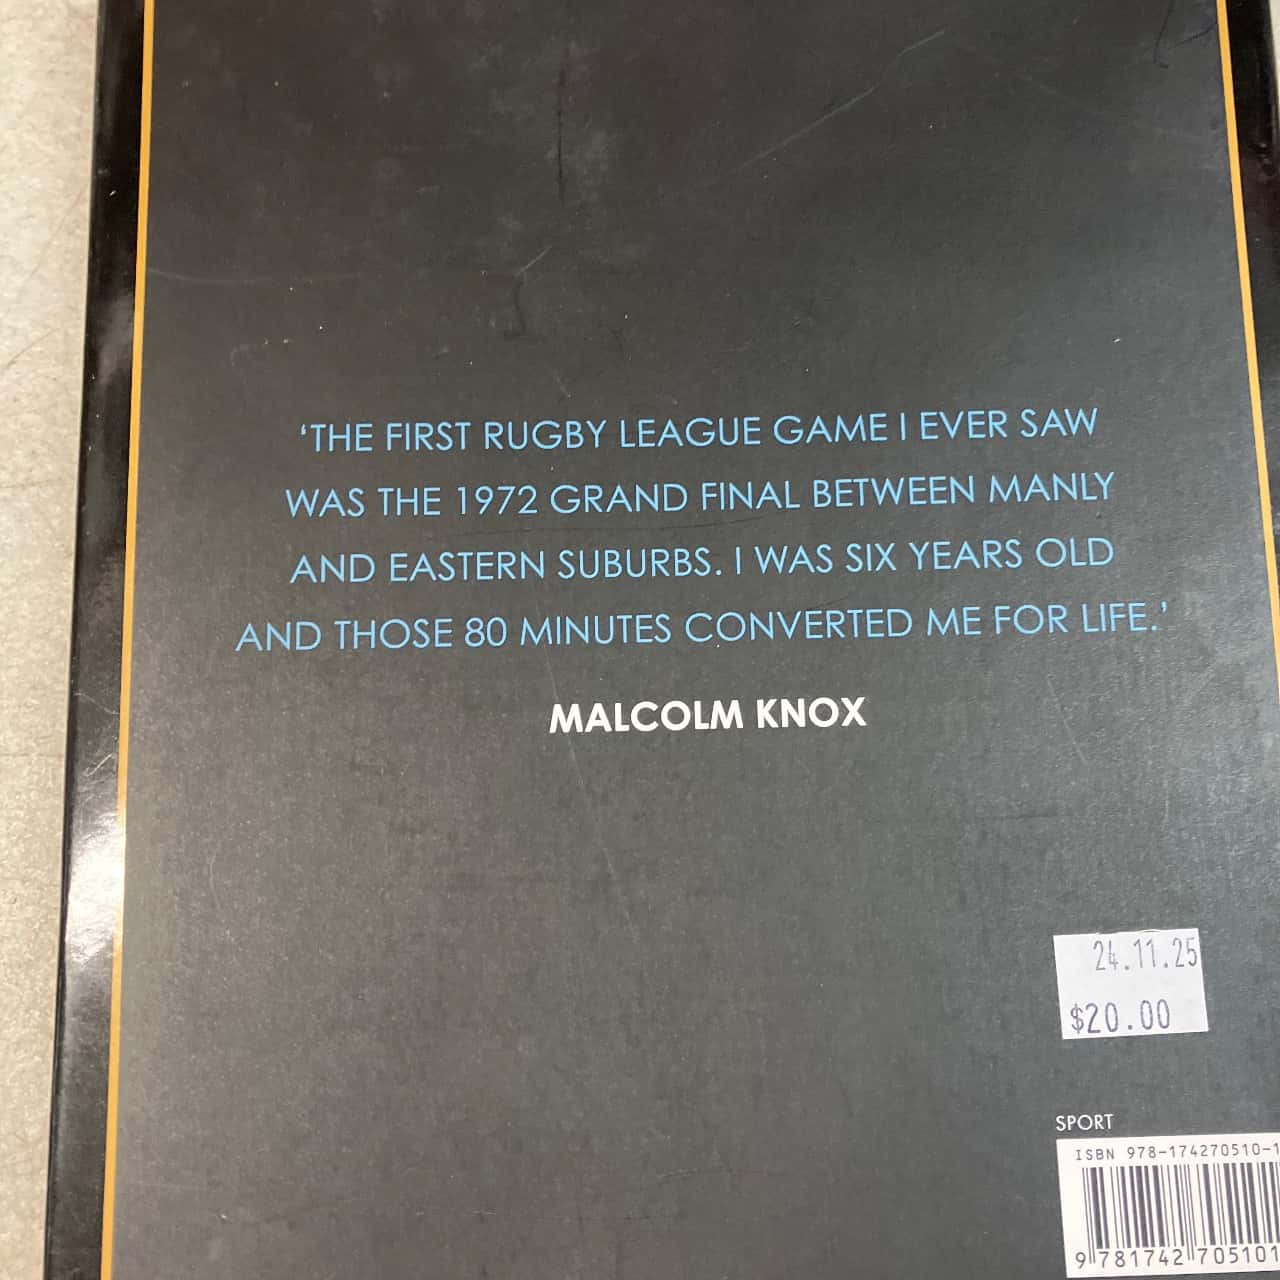 ‘THE FIRST RUGBY LEAGUE GAME I EVER SAW
WAS THE 1972 GRAND FINAL BETWEEN MANLY
AND EASTERN SUBURBS. I WAS SIX YEARS OLD
AND THOSE 80 MINUTES CONVERTED ME FOR LIFE.’
MALCOLM KNOX
24.11.25
$20.00
SPORT
ISBN 978-174270510-1
9 781742 705101